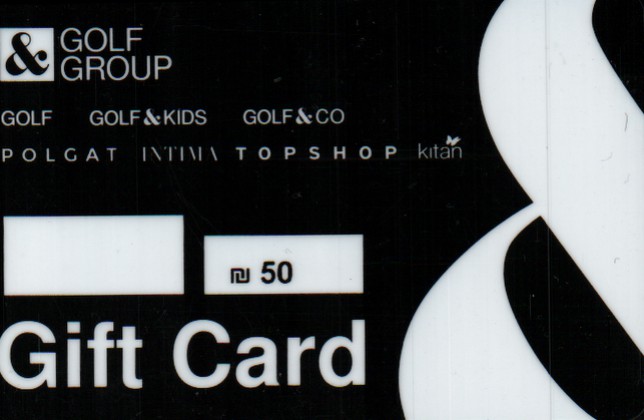 & GOLF
GROUP
GOLF GOLF&KIDS GOLF&CO
POLGAT INTIMA TOPSHOP kitan
₪ 50
Gift Card
&